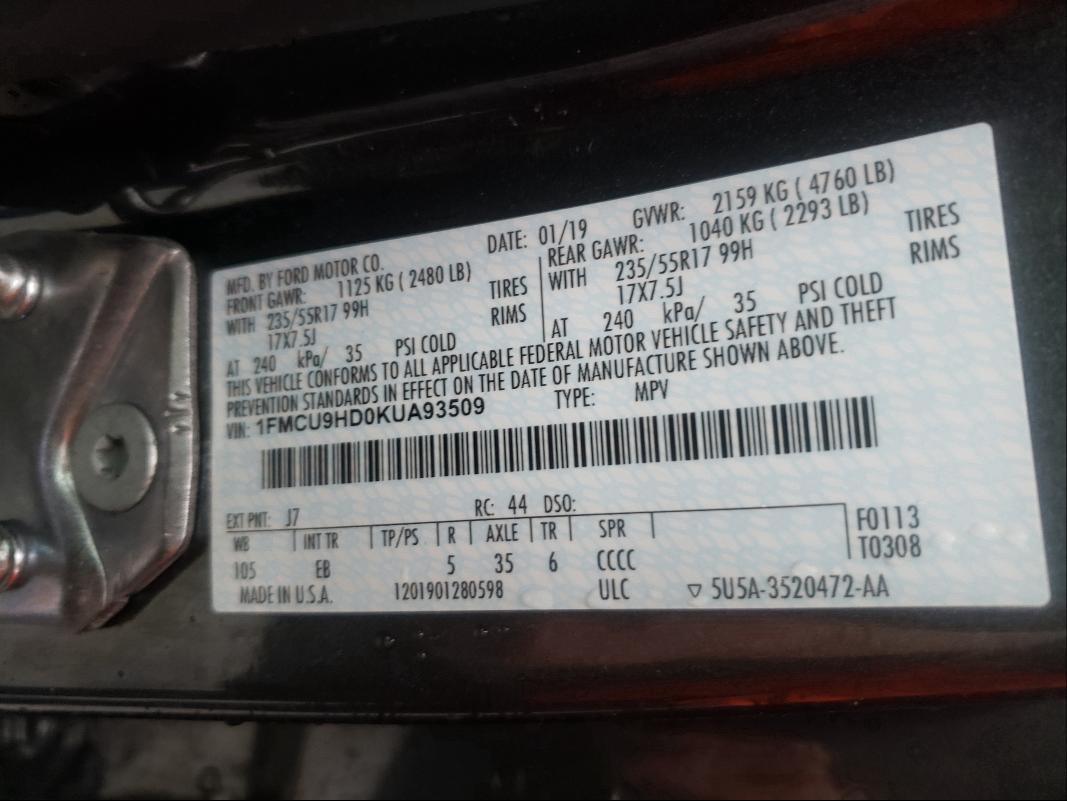 MFD. BY FORD MOTOR CO. DATE: 01/19 GVWR: 2159 KG ( 4760 LB)
FRONT GAWR: 1125 KG ( 2480 LB) REAR GAWR: 1040 KG ( 2293 LB)
WITH 235/55R17 99H TIRES WITH 235/55R17 99H TIRES
17X7.5J RIMS 17X7.5J RIMS
AT 240 kPa/ 35 PSI COLD AT 240 kPa/ 35 PSI COLD
THIS VEHICLE CONFORMS TO ALL APPLICABLE FEDERAL MOTOR VEHICLE SAFETY AND THEFT
PREVENTION STANDARDS IN EFFECT ON THE DATE OF MANUFACTURE SHOWN ABOVE.
VIN: 1FMCU9HD0KUA93509 TYPE: MPV
EXT PNT: J7 RC: 44 DSO:
WB INT TR TP/PS R AXLE TR SPR F0113
105 EB 5 35 6 CCCC T0308
MADE IN U.S.A. 1201901280598 ULC ▽ 5U5A-3520472-AA